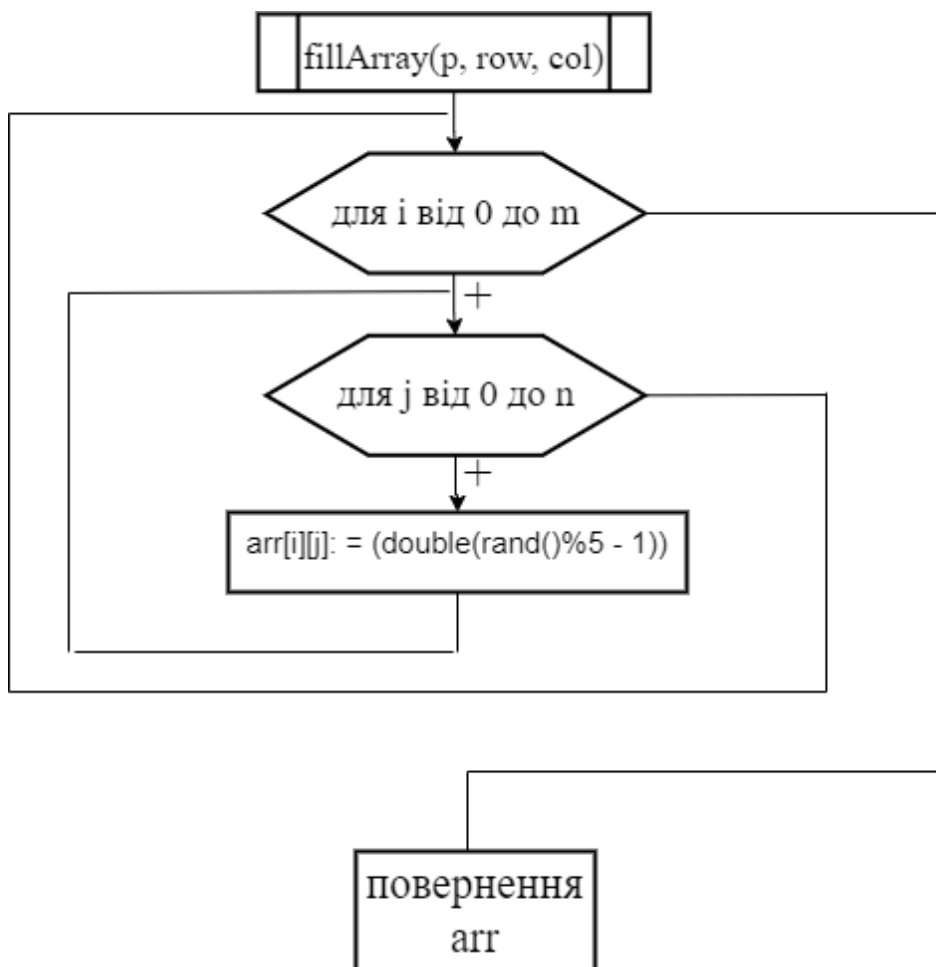 fillArray(p, row, col)
для i від 0 до m
+
для j від 0 до n
+
arr[i][j]: = (double(rand()%5 - 1))
повернення
arr